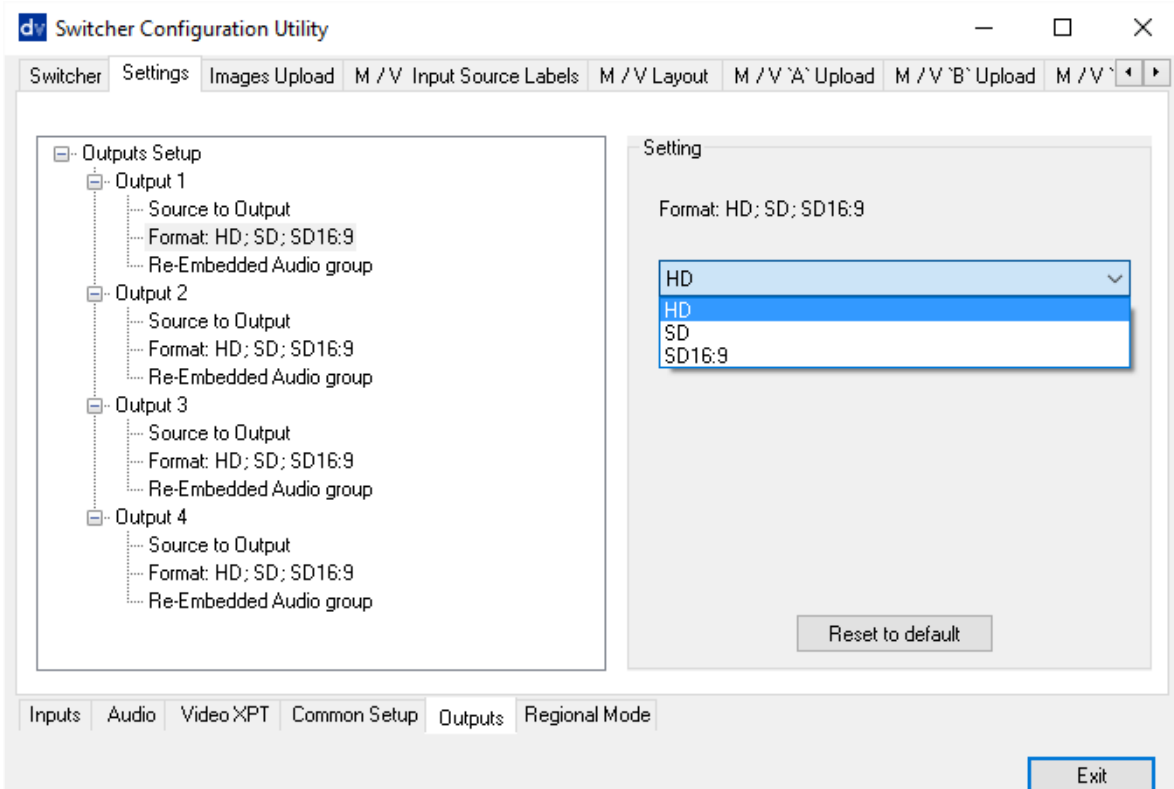 dv Switcher Configuration Utility
Switcher Settings Images Upload M / V Input Source Labels M / V Layout M / V `A` Upload M / V `B` Upload M / V `
Outputs Setup
Output 1
Source to Output
Format: HD; SD; SD16:9
Re-Embedded Audio group
Output 2
Source to Output
Format: HD; SD; SD16:9
Re-Embedded Audio group
Output 3
Source to Output
Format: HD; SD; SD16:9
Re-Embedded Audio group
Output 4
Source to Output
Format: HD; SD; SD16:9
Re-Embedded Audio group
Setting
Format: HD; SD; SD16:9
HD
HD
SD
SD16:9
Reset to default
Inputs Audio Video XPT Common Setup Outputs Regional Mode
Exit